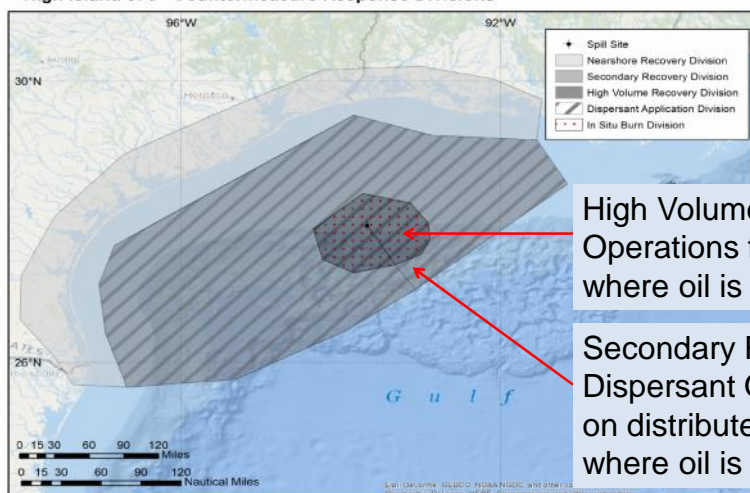 96°W
92°W
30°N
Houston
Spill Site
Nearshore Recovery Division
Secondary Recovery Division
High Volume Recovery Division
Dispersant Application Division
In Situ Burn Division
High Volume
Operations
where oil is
Secondary
Dispersant
on distribute
where oil is
26°N
Gulf
0 15 30 60 90 120
Miles
0 15 30 60 90 120
Nautical Miles